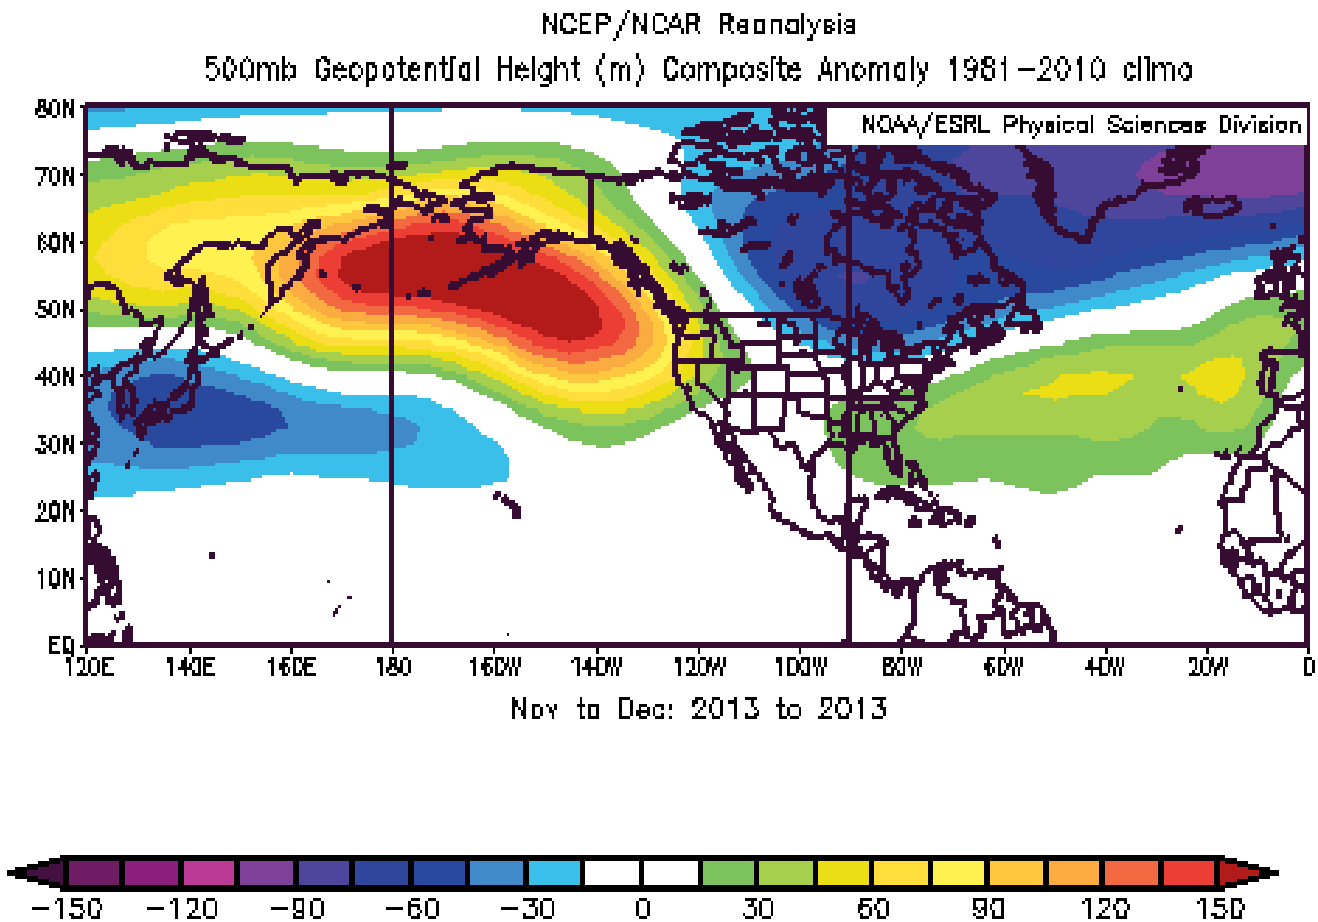 NCEP/NCAR Reanalysis
500mb Geopotential Height (m) Composite Anomaly 1981-2010 climo
NOAA/ESRL Physical Sciences Division
80N
70N
60N
50N
40N
30N
20N
10N
EQ
120E 140E 160E 180 160W 140W 120W 100W 80W 60W 40W 20W 0
Nov to Dec: 2013 to 2013
-150 -120 -90 -60 -30 0 30 60 90 120 150